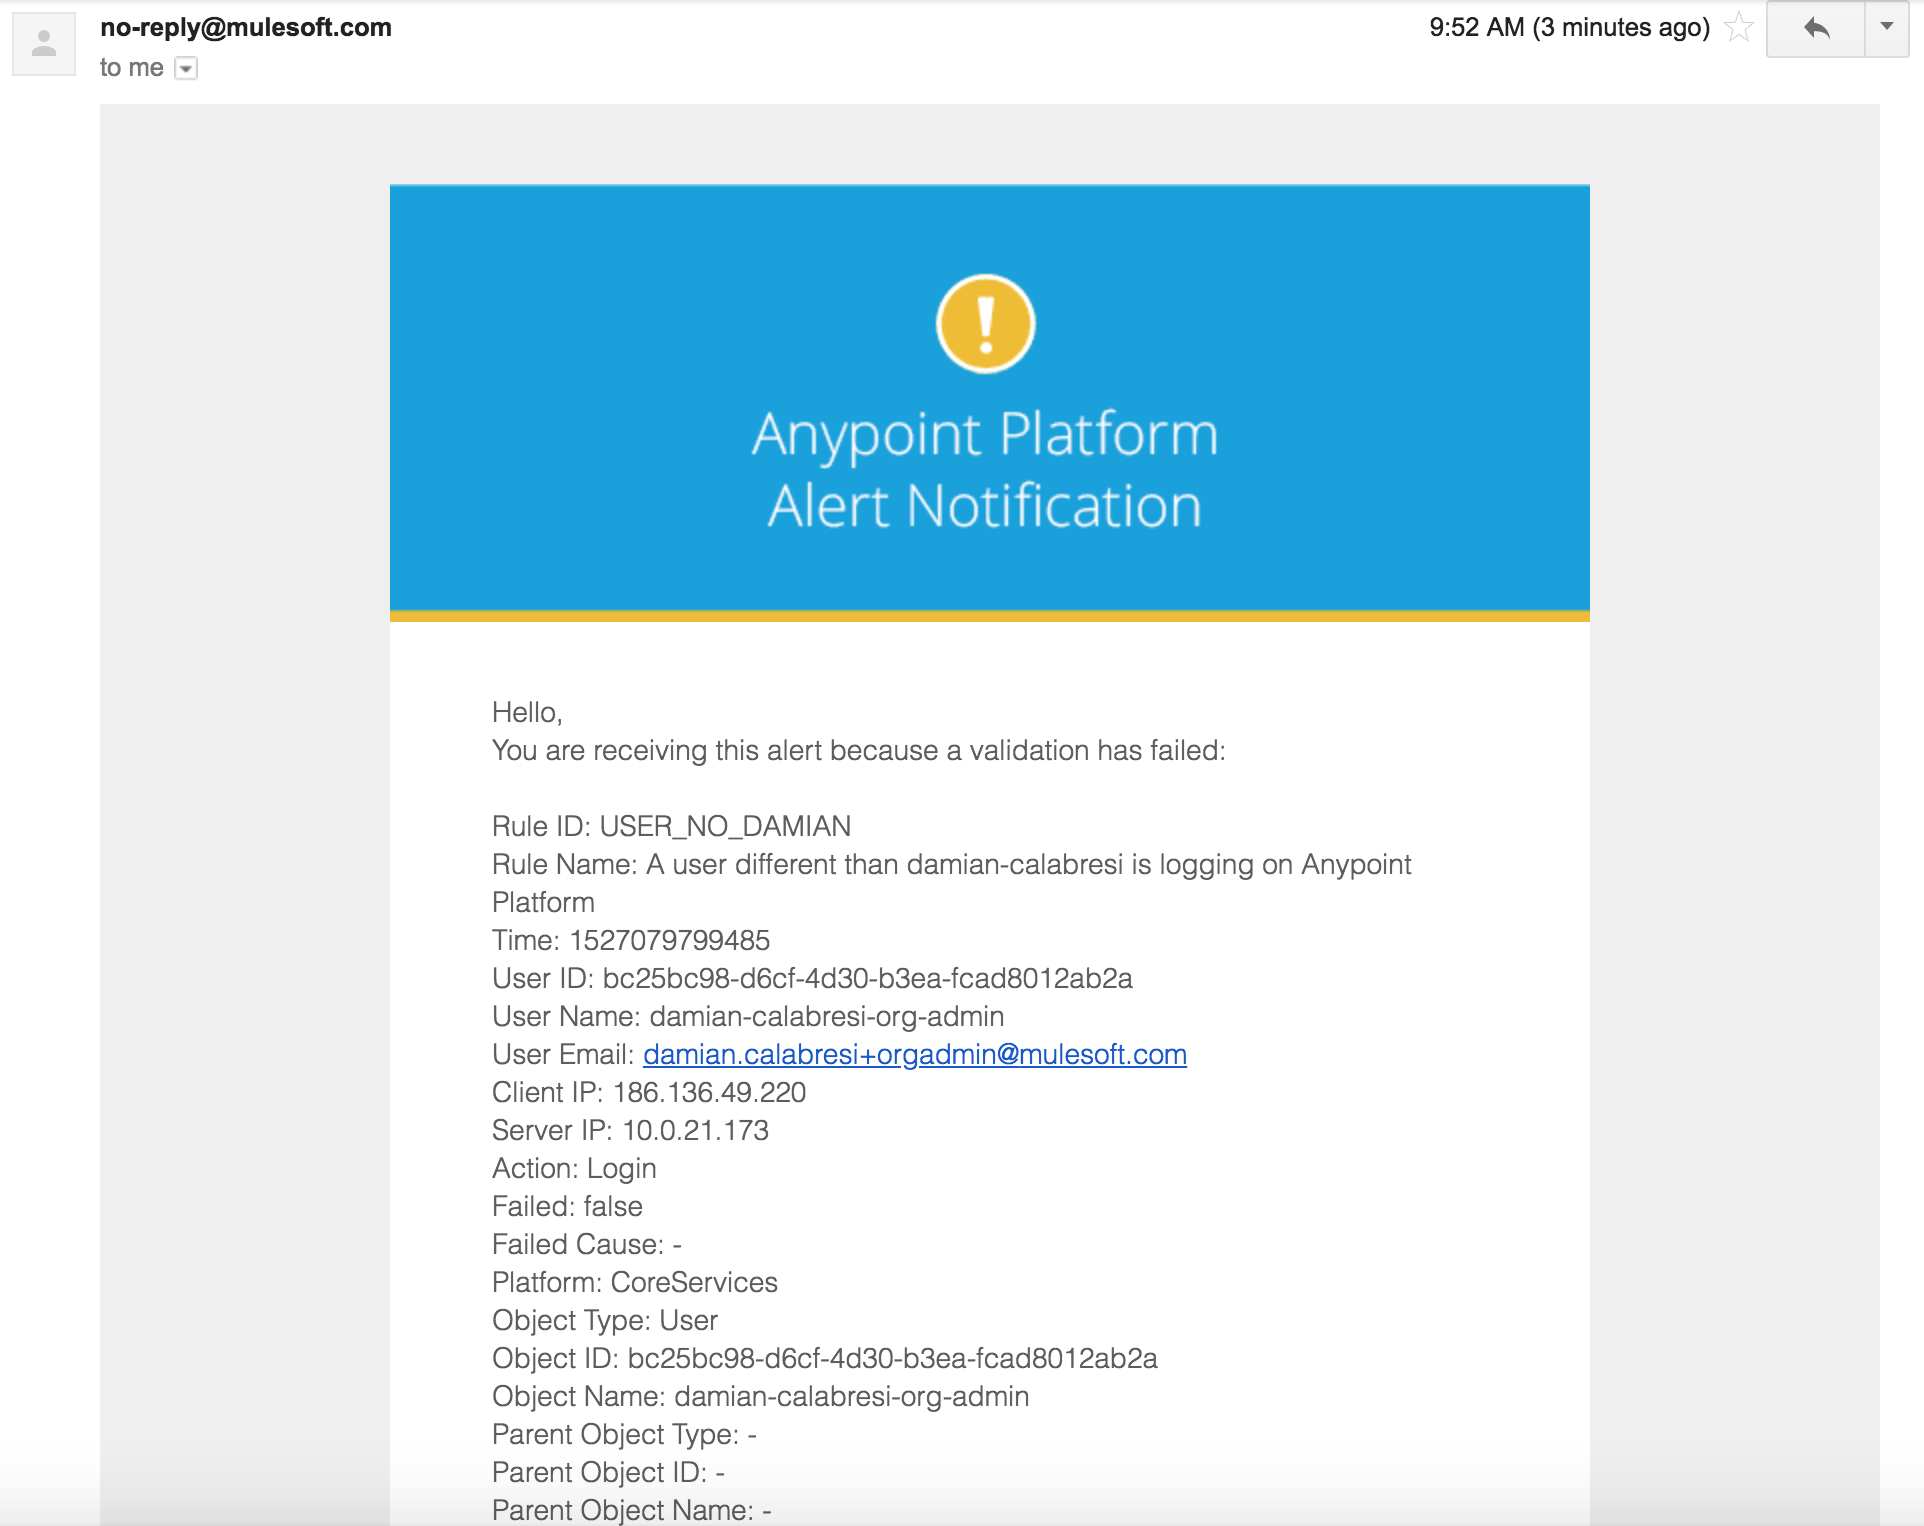 no-reply@mulesoft.com
9:52 AM (3 minutes ago)
to me
Anypoint Platform
Alert Notification
Hello,
You are receiving this alert because a validation has failed:
Rule ID: USER_NO_DAMIAN
Rule Name: A user different than damian-calabresi is logging on Anypoint
Platform
Time: 1527079799485
User ID: bc25bc98-d6cf-4d30-b3ea-fcad8012ab2a
User Name: damian-calabresi-org-admin
User Email: damian.calabresi+orgadmin@mulesoft.com
Client IP: 186.136.49.220
Server IP: 10.0.21.173
Action: Login
Failed: false
Failed Cause: -
Platform: CoreServices
Object Type: User
Object ID: bc25bc98-d6cf-4d30-b3ea-fcad8012ab2a
Object Name: damian-calabresi-org-admin
Parent Object Type: -
Parent Object ID: -
Parent Object Name: -